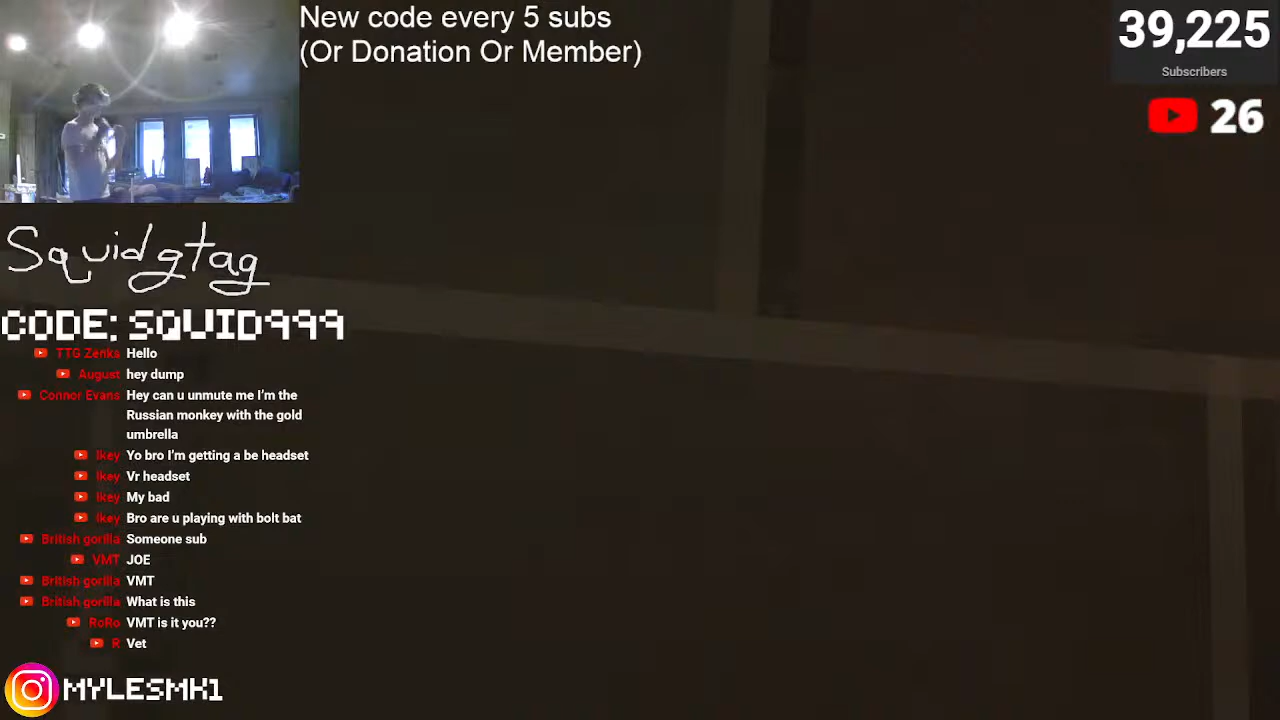 New code every 5 subs
(Or Donation Or Member)
39,225
Subscribers
26
Squidgtag
CODE: SQUID999
TTG Zenks Hello
August hey dump
Connor Evans Hey can u unmute me I'm the
Russian monkey with the gold
umbrella
Ikey Yo bro I'm getting a be headset
Ikey Vr headset
Ikey My bad
Ikey Bro are u playing with bolt bat
British gorilla Someone sub
VMT JOE
British gorilla VMT
British gorilla What is this
RoRo VMT is it you??
R Vet
MYLESMK1